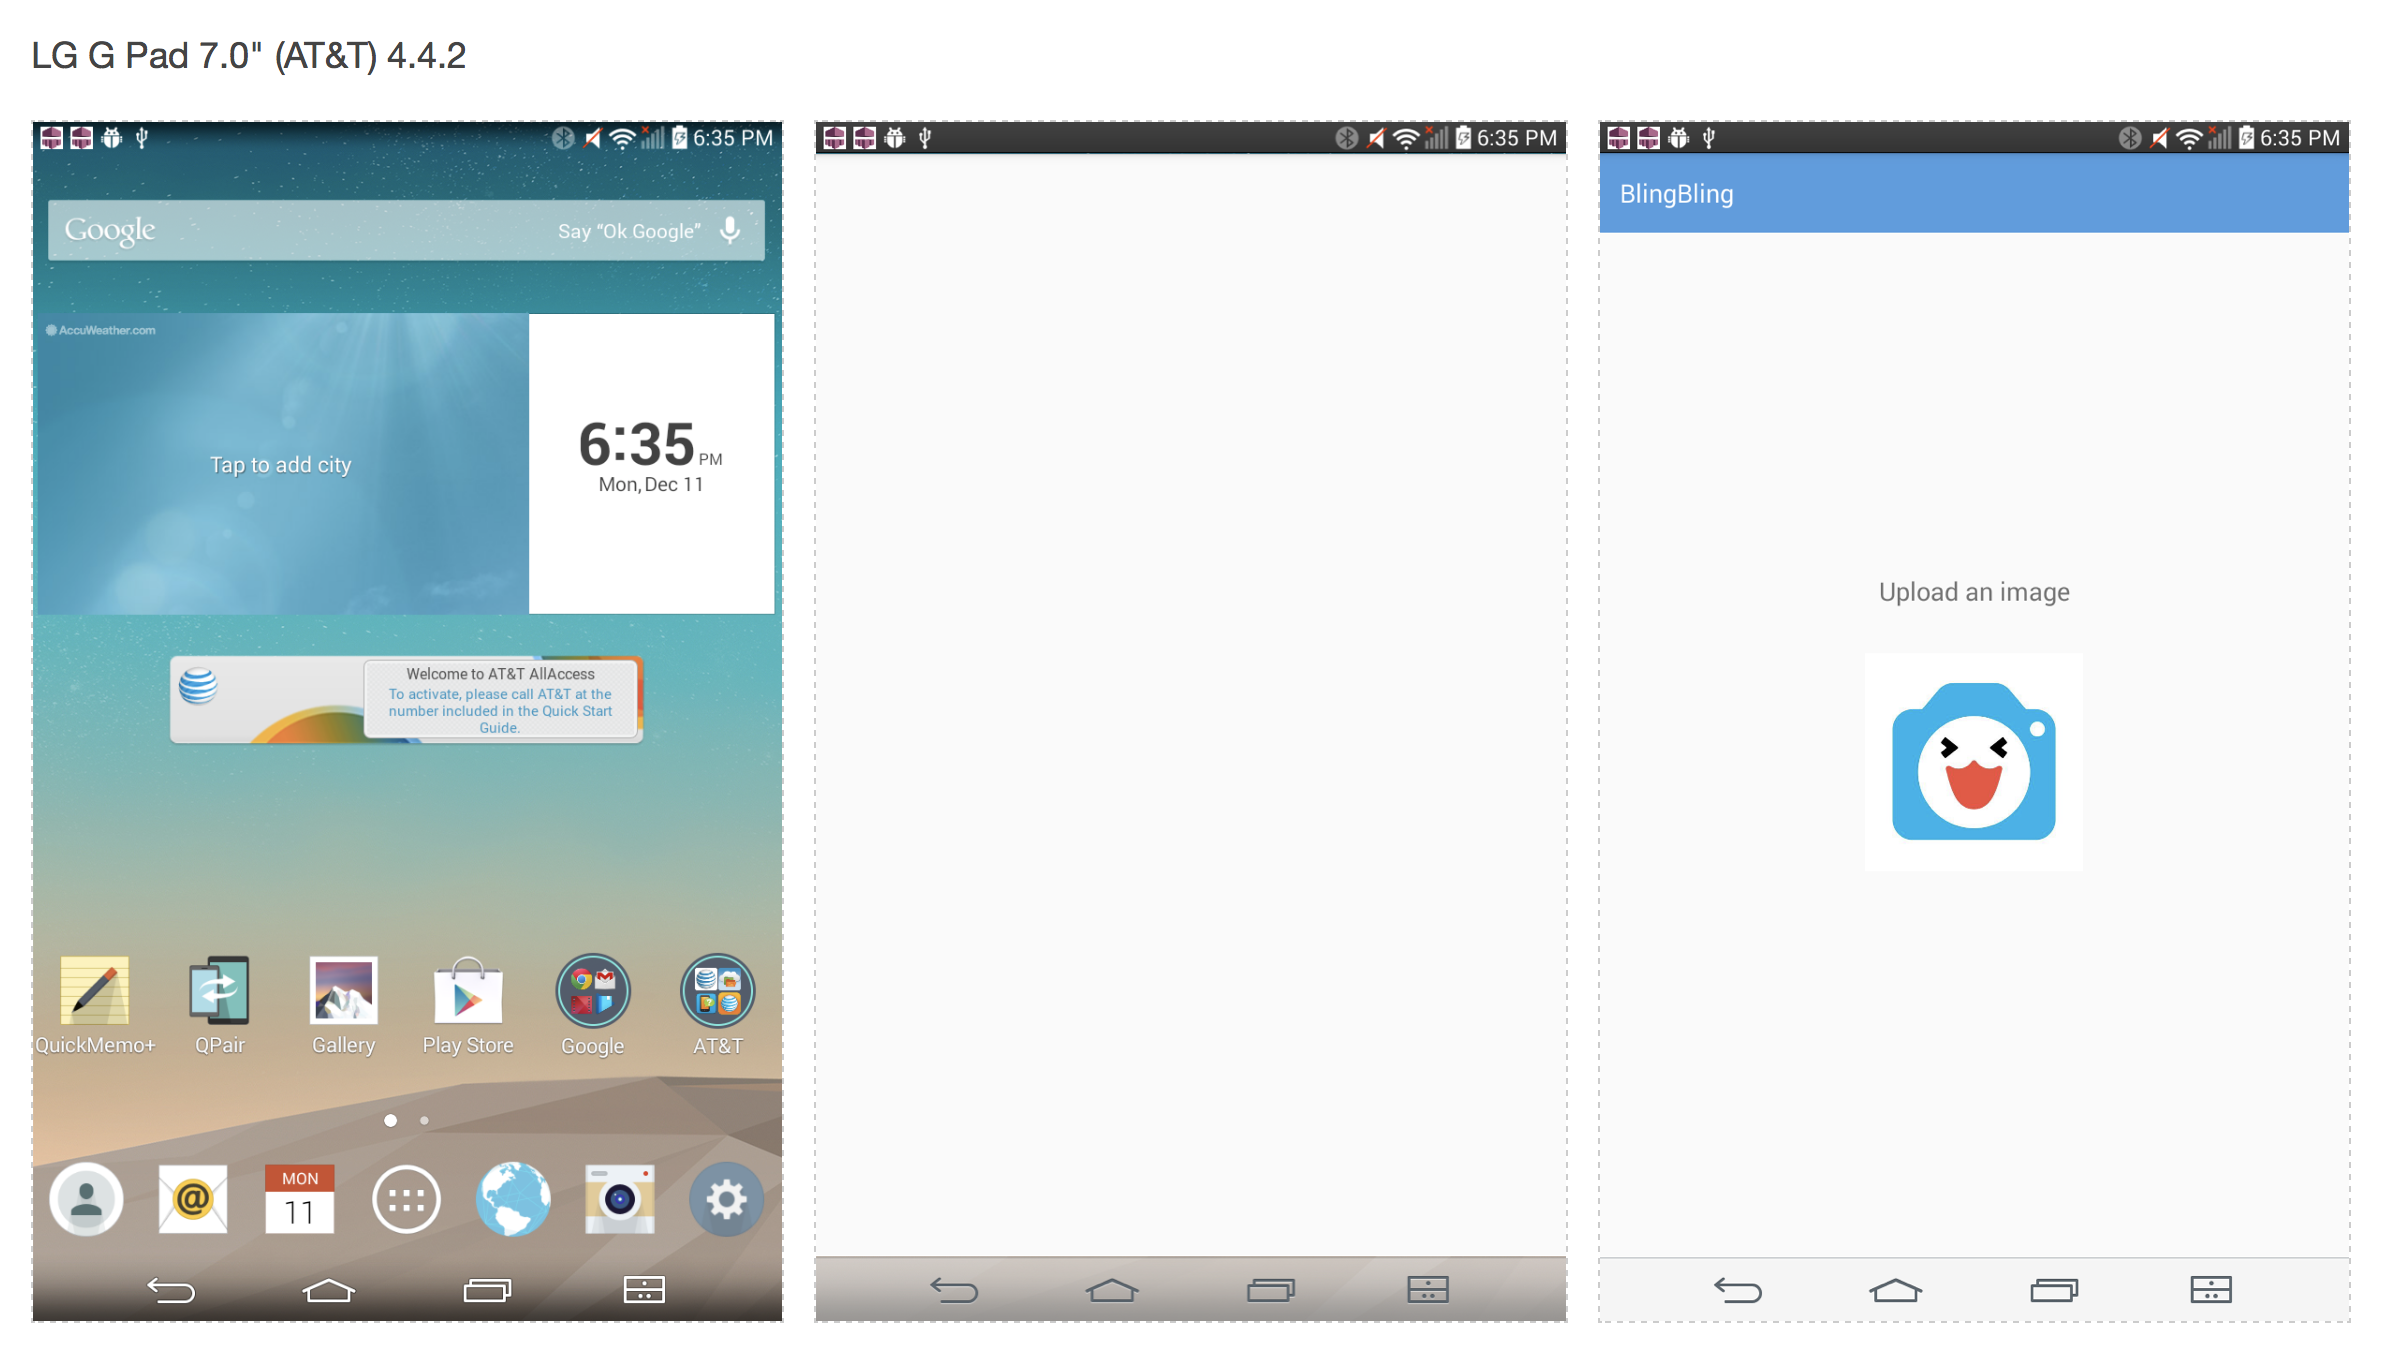 LG G Pad 7.0" (AT&T) 4.4.2
6:35 PM
Google
Say “Ok Google”
AccuWeather.com
Tap to add city
6:35 PM
Mon, Dec 11
Welcome to AT&T AllAccess
To activate, please call AT&T at the
number included in the Quick Start
Guide.
QuickMemo+
QPair
Gallery
Play Store
Google
AT&T
@
MON
11
6:35 PM
6:35 PM
BlingBling
Upload an image